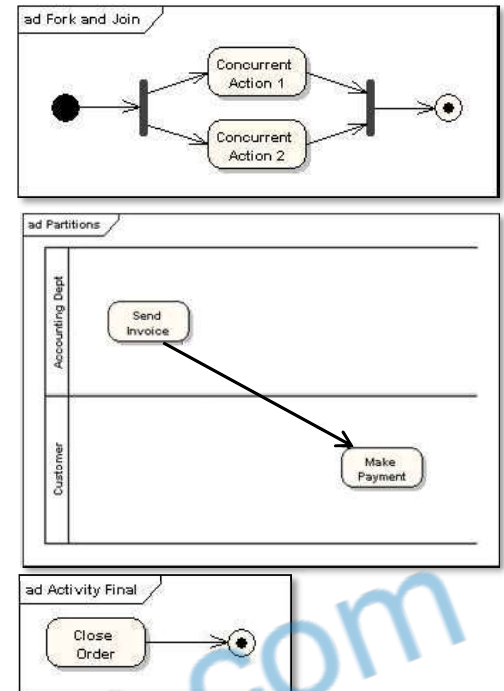 ad Fork and Join
Concurrent
Action 1
Concurrent
Action 2
ad Partitions
Accounting Dept
Send
Invoice
Customer
Make
Payment
ad Activity Final
Close
Order
.com